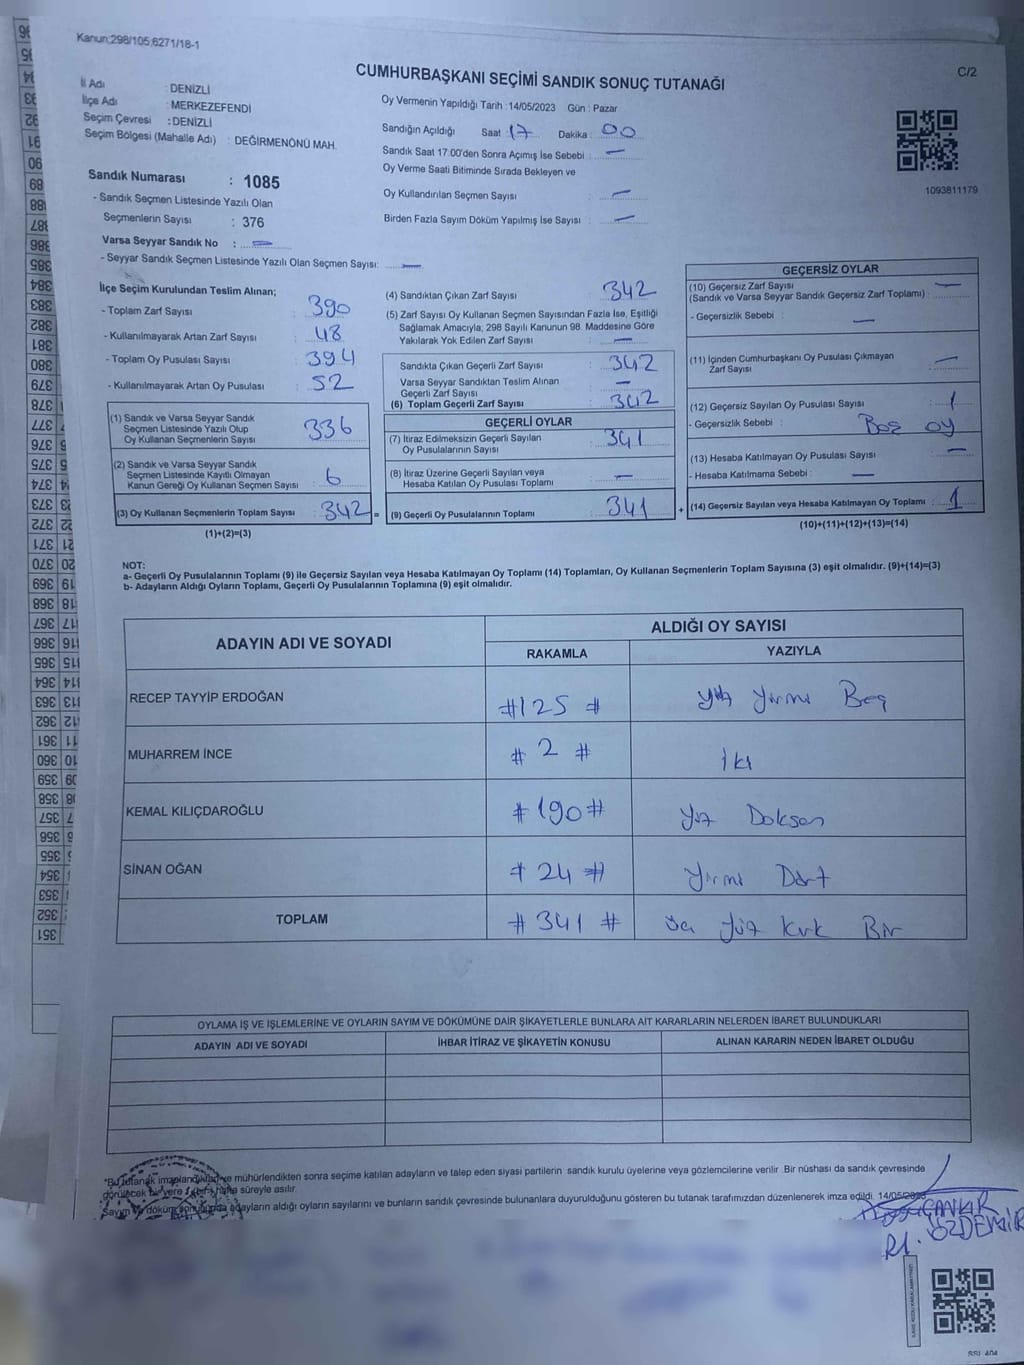 Kanun:298/105;6271/18-1
C/2
CUMHURBAŞKANI SEÇİMİ SANDIK SONUÇ TUTANAĞI
İl Adı : DENİZLİ
İlçe Adı : MERKEZEFENDİ
Seçim Çevresi : DENİZLİ
Seçim Bölgesi (Mahalle Adı) : DEĞİRMENÖNÜ MAH.
Sandık Numarası : 1085
- Sandık Seçmen Listesinde Yazılı Olan
Seçmenlerin Sayısı : 376
Varsa Seyyar Sandık No : —
- Seyyar Sandık Seçmen Listesinde Yazılı Olan Seçmen Sayısı: —
Oy Vermenin Yapıldığı Tarih : 14/05/2023 Gün : Pazar
Sandığın Açıldığı Saat : 17 Dakika : 00
Sandık Saat 17:00'den Sonra Açımış İse Sebebi : —
Oy Verme Saati Bitiminde Sırada Bekleyen ve
Oy Kullandırılan Seçmen Sayısı : —
Birden Fazla Sayım Döküm Yapılmış İse Sayısı : —
1093811179
İlçe Seçim Kurulundan Teslim Alınan;
- Toplam Zarf Sayısı : 390
- Kullanılmayarak Artan Zarf Sayısı : 48
- Toplam Oy Pusulası Sayısı : 394
- Kullanılmayarak Artan Oy Pusulası : 52
(1) Sandık ve Varsa Seyyar Sandık
Seçmen Listesinde Yazılı Olup
Oy Kullanan Seçmenlerin Sayısı : 336
(2) Sandık ve Varsa Seyyar Sandık
Seçmen Listesinde Kayıtlı Olmayan
Kanun Gereği Oy Kullanan Seçmen Sayısı : 6
(3) Oy Kullanan Seçmenlerin Toplam Sayısı : 342 =
(1)+(2)=(3)
(4) Sandıktan Çıkan Zarf Sayısı : 342
(5) Zarf Sayısı Oy Kullanan Seçmen Sayısından Fazla İse, Eşitliği
Sağlamak Amacıyla; 298 Sayılı Kanunun 98. Maddesine Göre
Yakılarak Yok Edilen Zarf Sayısı : —
Sandıkta Çıkan Geçerli Zarf Sayısı : 342
Varsa Seyyar Sandıktan Teslim Alınan
Geçerli Zarf Sayısı : —
(6) Toplam Geçerli Zarf Sayısı : 342
GEÇERLİ OYLAR
(7) İtiraz Edilmeksizin Geçerli Sayılan
Oy Pusulalarının Sayısı : 341
(8) İtiraz Üzerine Geçerli Sayılan veya
Hesaba Katılan Oy Pusulası Toplamı : —
(9) Geçerli Oy Pusulalarının Toplamı : 341 +
GEÇERSİZ OYLAR
(10) Geçersiz Zarf Sayısı : —
(Sandık ve Varsa Seyyar Sandık Geçersiz Zarf Toplamı) :
- Geçersizlik Sebebi : —
(11) İçinden Cumhurbaşkanı Oy Pusulası Çıkmayan
Zarf Sayısı : —
(12) Geçersiz Sayılan Oy Pusulası Sayısı : 1
- Geçersizlik Sebebi : Boş oy
(13) Hesaba Katılmayan Oy Pusulası Sayısı : —
- Hesaba Katılmama Sebebi : —
(14) Geçersiz Sayılan veya Hesaba Katılmayan Oy Toplamı : 1
(10)+(11)+(12)+(13)=(14)
NOT:
a- Geçerli Oy Pusulalarının Toplamı (9) ile Geçersiz Sayılan veya Hesaba Katılmayan Oy Toplamı (14) Toplamları, Oy Kullanan Seçmenlerin Toplam Sayısına (3) eşit olmalıdır. (9)+(14)=(3)
b- Adayların Aldığı Oyların Toplamı, Geçerli Oy Pusulalarının Toplamına (9) eşit olmalıdır.
ADAYIN ADI VE SOYADI
ALDIĞI OY SAYISI
RAKAMLA YAZIYLA
RECEP TAYYİP ERDOĞAN #125# yüz yirmi Beş
MUHARREM İNCE #2# İki
KEMAL KILIÇDAROĞLU #190# yüz Doksan
SİNAN OĞAN #24# yirmi Dört
TOPLAM #341# Üç yüz Kırk Bir
OYLAMA İŞ VE İŞLEMLERİNE VE OYLARIN SAYIM VE DÖKÜMÜNE DAİR ŞİKAYETLERLE BUNLARA AİT KARARLARIN NELERDEN İBARET BULUNDUKLARI
ADAYIN ADI VE SOYADI İHBAR İTİRAZ VE ŞİKAYETİN KONUSU ALINAN KARARIN NEDEN İBARET OLDUĞU
*Bu tutanak imzalandıktan ve mühürlendikten sonra seçime katılan adayların ve talep eden siyasi partilerin sandık kurulu üyelerine veya gözlemcilerine verilir .Bir nüshası da sandık çevresinde
görülecek bir yere 1 bir hafta süreyle asılır.
Sayım ve döküm sonucunda adayların aldığı oyların sayılarını ve bunların sandık çevresinde bulunanlara duyurulduğunu gösteren bu tutanak tarafımızdan düzenlenerek imza edildi. 14/05/2023
ÇANKIR
ÖZDEMİR